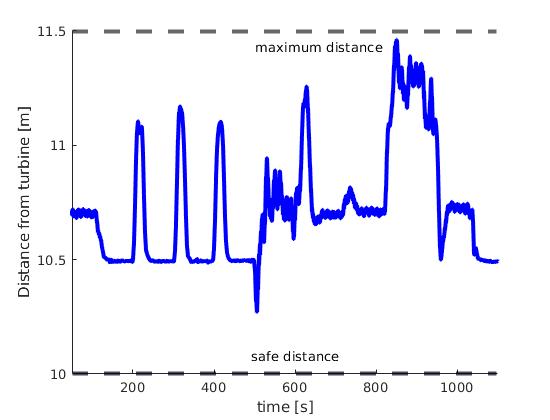 11.5
maximum distance
11
Distance from turbine [m]
10.5
safe distance
10
200 400 600 800 1000
time [s]